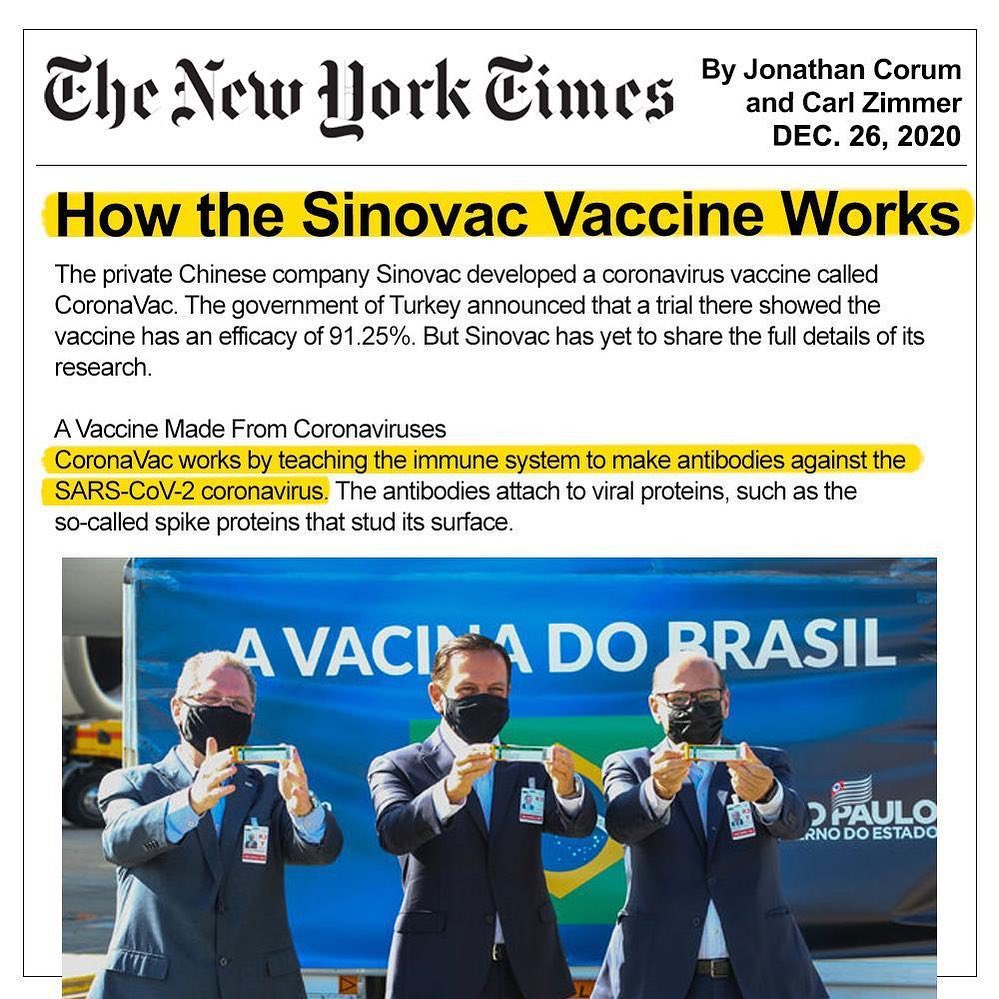 The New York Times
By Jonathan Corum
and Carl Zimmer
DEC. 26, 2020
How the Sinovac Vaccine Works
The private Chinese company Sinovac developed a coronavirus vaccine called
CoronaVac. The government of Turkey announced that a trial there showed the
vaccine has an efficacy of 91.25%. But Sinovac has yet to share the full details of its
research.
A Vaccine Made From Coronaviruses
CoronaVac works by teaching the immune system to make antibodies against the
SARS-CoV-2 coronavirus. The antibodies attach to viral proteins, such as the
so-called spike proteins that stud its surface.
A VACINA DO BRASIL
O PAULO
RNO DO ESTADO